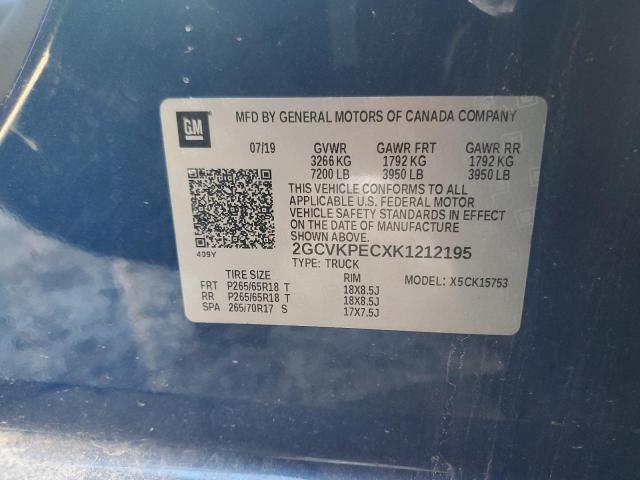 GM
MFD BY GENERAL MOTORS OF CANADA COMPANY
07/19 GVWR GAWR FRT GAWR RR
3266 KG 1792 KG 1792 KG
7200 LB 3950 LB 3950 LB
THIS VEHICLE CONFORMS TO ALL
APPLICABLE U.S. FEDERAL MOTOR
VEHICLE SAFETY STANDARDS IN EFFECT
ON THE DATE OF MANUFACTURE
SHOWN ABOVE.
409Y 2GCVKPECXK1212195
TYPE: TRUCK
TIRE SIZE RIM MODEL: X5CK15753
FRT P265/65R18 T 18X8.5J
RR P265/65R18 T 18X8.5J
SPA 265/70R17 S 17X7.5J